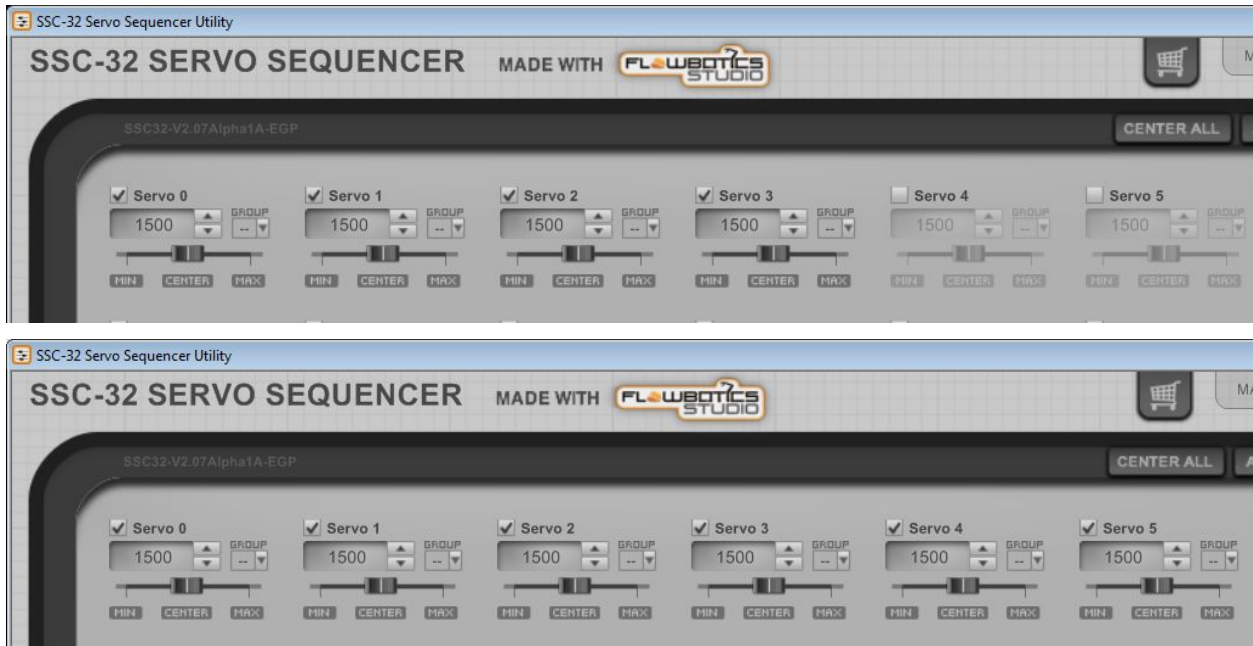 SSC-32 Servo Sequencer Utility
SSC-32 SERVO SEQUENCER MADE WITH FLOWBOTICS STUDIO M
SSC32-V2.07Alpha1A-EGP CENTER ALL
Servo 0 Servo 1 Servo 2 Servo 3 Servo 4 Servo 5
1500 GROUP -- 1500 GROUP -- 1500 GROUP -- 1500 GROUP -- 1500 GROUP -- 1500 GROUP --
MIN CENTER MAX MIN CENTER MAX MIN CENTER MAX MIN CENTER MAX MIN CENTER MAX MIN CENTER MAX
SSC-32 Servo Sequencer Utility
SSC-32 SERVO SEQUENCER MADE WITH FLOWBOTICS STUDIO MA
SSC32-V2.07Alpha1A-EGP CENTER ALL A
Servo 0 Servo 1 Servo 2 Servo 3 Servo 4 Servo 5
1500 GROUP -- 1500 GROUP -- 1500 GROUP -- 1500 GROUP -- 1500 GROUP -- 1500 GROUP --
MIN CENTER MAX MIN CENTER MAX MIN CENTER MAX MIN CENTER MAX MIN CENTER MAX MIN CENTER MAX